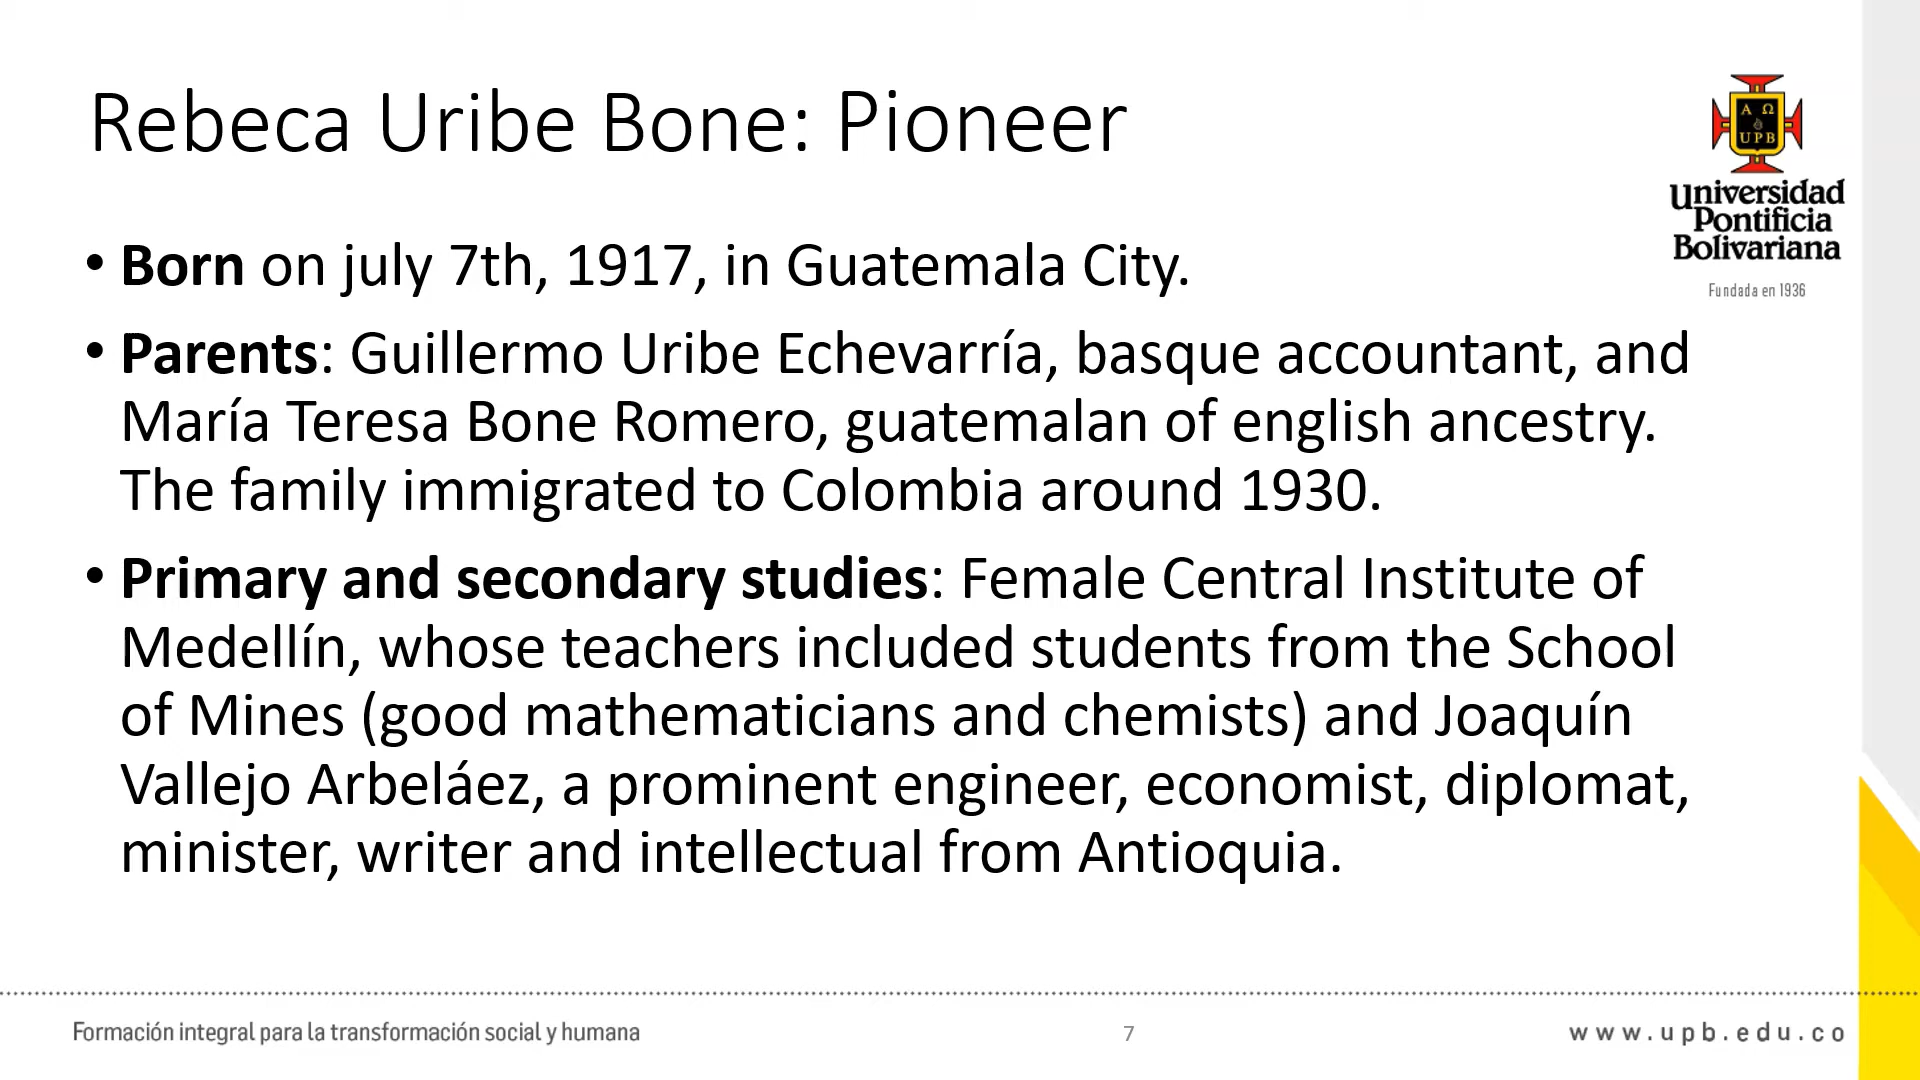 Rebeca Uribe Bone: Pioneer
Α Ω
UPB
Universidad
Pontificia
Bolivariana
Fundada en 1936
• Born on july 7th, 1917, in Guatemala City.
• Parents: Guillermo Uribe Echevarría, basque accountant, and
María Teresa Bone Romero, guatemalan of english ancestry.
The family immigrated to Colombia around 1930.
• Primary and secondary studies: Female Central Institute of
Medellín, whose teachers included students from the School
of Mines (good mathematicians and chemists) and Joaquín
Vallejo Arbeláez, a prominent engineer, economist, diplomat,
minister, writer and intellectual from Antioquia.
Formación integral para la transformación social y humana
7
www.upb.edu.co